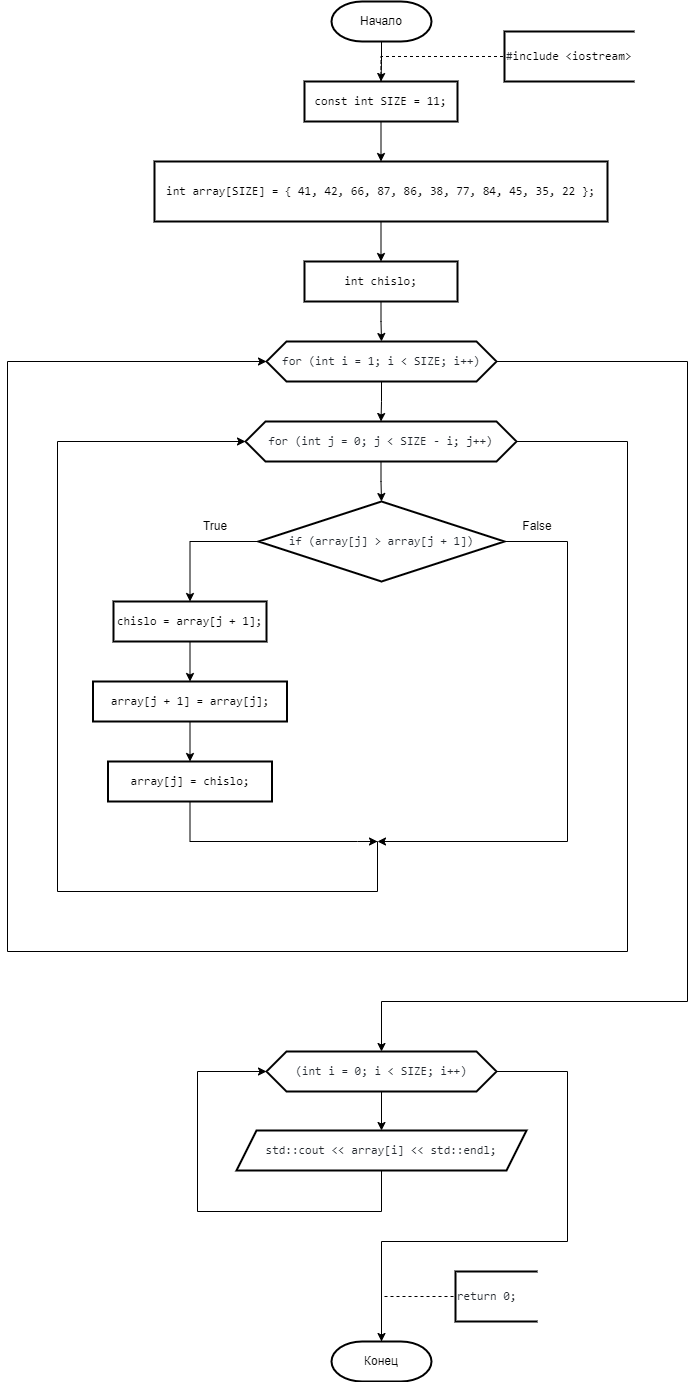 Начало
#include <iostream>
const int SIZE = 11;
int array[SIZE] = { 41, 42, 66, 87, 86, 38, 77, 84, 45, 35, 22 };
int chislo;
for (int i = 1; i < SIZE; i++)
for (int j = 0; j < SIZE - i; j++)
True
False
if (array[j] > array[j + 1])
chislo = array[j + 1];
array[j + 1] = array[j];
array[j] = chislo;
(int i = 0; i < SIZE; i++)
std::cout << array[i] << std::endl;
return 0;
Конец